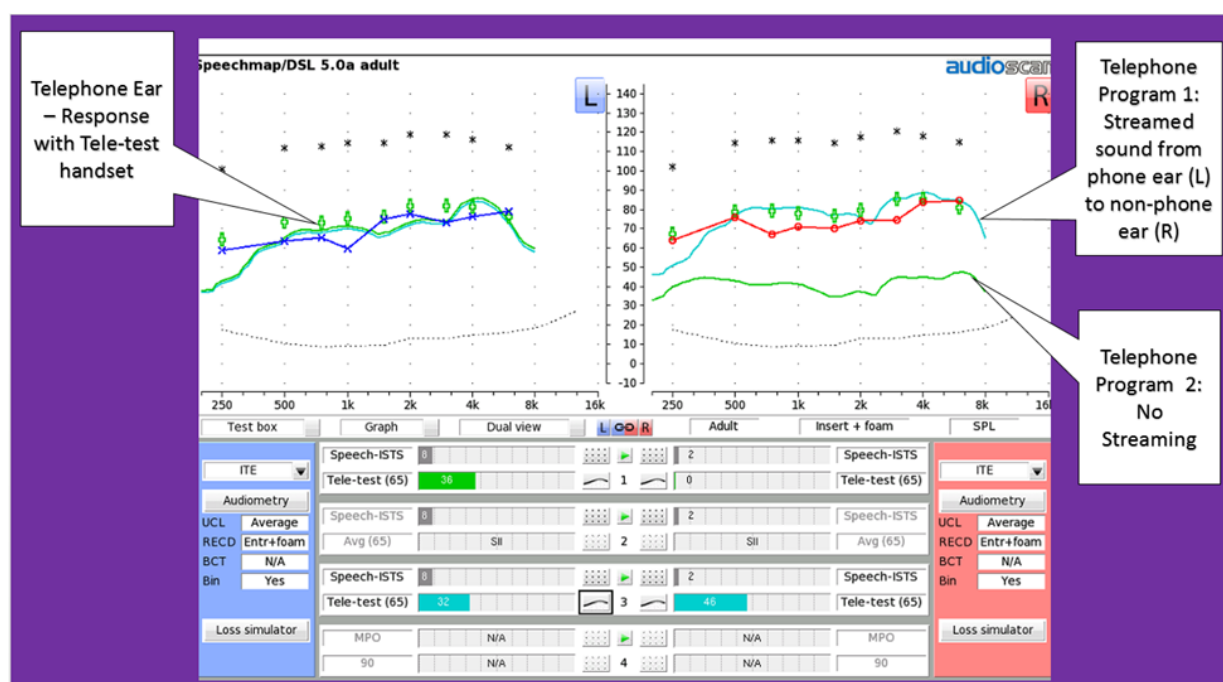 Speechmap/DSL 5.0a adult
audioscan
Telephone Ear
– Response
with Tele-test
handset
L
R
Telephone
Program 1:
Streamed
sound from
phone ear (L)
to non-phone
ear (R)
Telephone
Program 2:
No
Streaming
140
130
120
110
100
90
80
70
60
50
40
30
20
10
0
-10
250 500 1k 2k 4k 8k 16k 250 500 1k 2k 4k 8k 16k
Test box Graph Dual view L R Adult Insert + foam SPL
ITE
Audiometry
UCL Average
RECD Entr+foam
BCT N/A
Bin Yes
Loss simulator
Speech-ISTS 8 2 Speech-ISTS
Tele-test (65) 36 1 0 Tele-test (65)
Speech-ISTS 8 2 Speech-ISTS
Avg (65) SII 2 SII Avg (65)
Speech-ISTS 8 2 Speech-ISTS
Tele-test (65) 32 3 46 Tele-test (65)
MPO N/A N/A MPO
90 N/A 4 N/A 90
ITE
Audiometry
UCL Average
RECD Entr+foam
BCT N/A
Bin Yes
Loss simulator